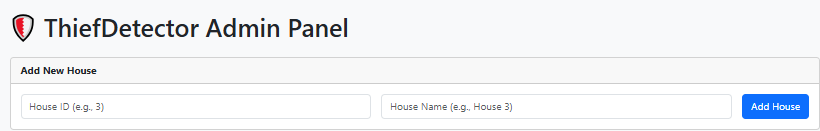 ThiefDetector Admin Panel
Add New House
House ID (e.g., 3) House Name (e.g., House 3) Add House